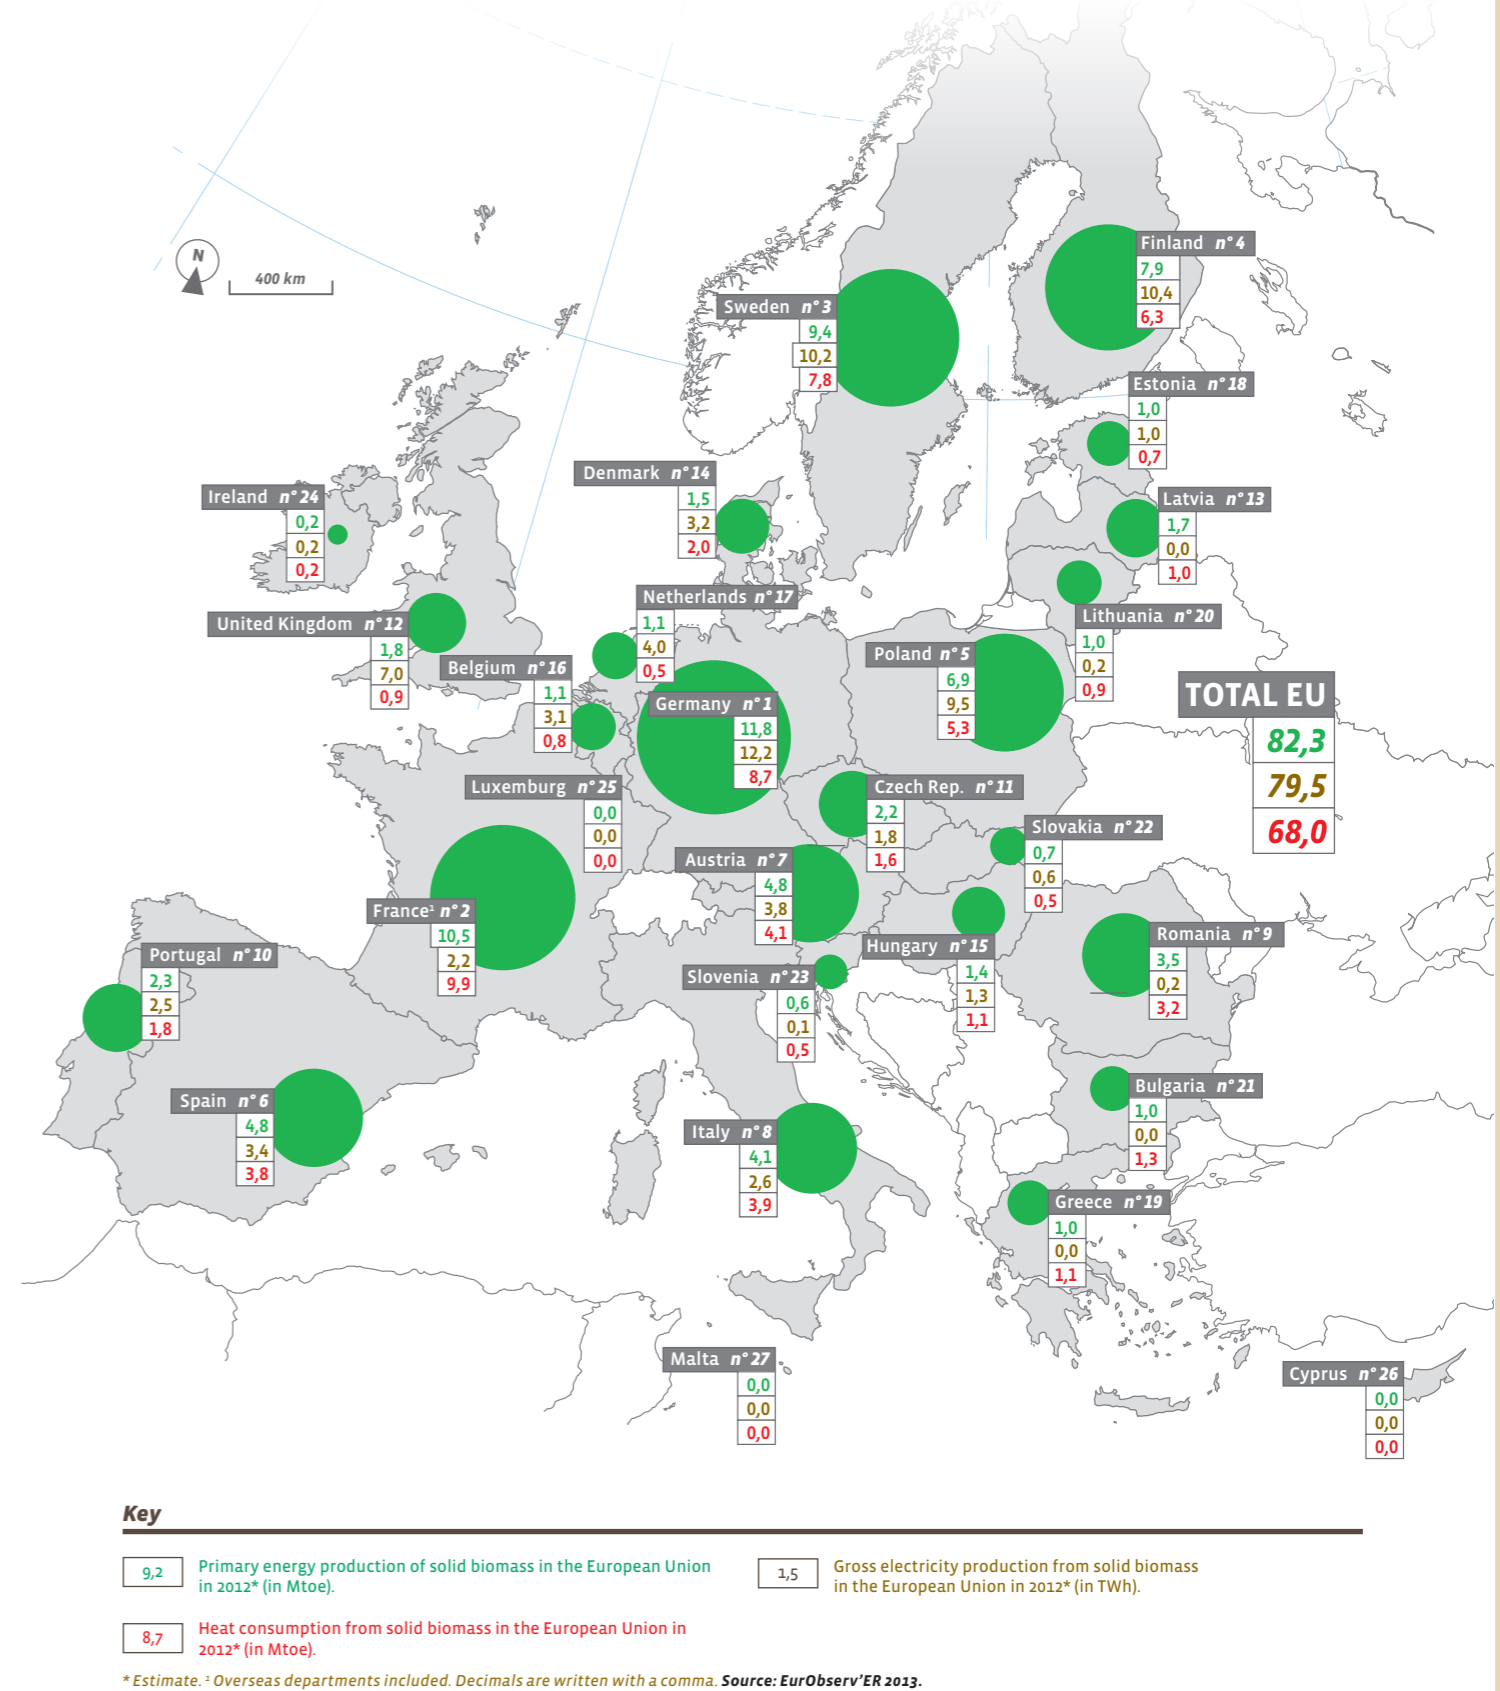 N
400 km
Finland n°4
7,9
10,4
6,3
Sweden n°3
9,4
10,2
7,8
Estonia n°18
1,0
1,0
0,7
Denmark n°14
1,5
3,2
2,0
Ireland n°24
0,2
0,2
0,2
Latvia n°13
1,7
0,0
1,0
Netherlands n°17
1,1
4,0
0,5
United Kingdom n°12
1,8
7,0
0,9
Lithuania n°20
1,0
0,2
0,9
Belgium n°16
1,1
3,1
0,8
Poland n°5
6,9
9,5
5,3
Germany n°1
11,8
12,2
8,7
TOTAL EU
82,3
79,5
68,0
Luxemburg n°25
0,0
0,0
0,0
Czech Rep. n°11
2,2
1,8
1,6
Slovakia n°22
0,7
0,6
0,5
Austria n°7
4,8
3,8
4,1
France¹ n°2
10,5
2,2
9,9
Hungary n°15
1,4
1,3
1,1
Romania n°9
3,5
0,2
3,2
Portugal n°10
2,3
2,5
1,8
Slovenia n°23
0,6
0,1
0,5
Spain n°6
4,8
3,4
3,8
Italy n°8
4,1
2,6
3,9
Bulgaria n°21
1,0
0,0
1,3
Greece n°19
1,0
0,0
1,1
Malta n°27
0,0
0,0
0,0
Cyprus n°26
0,0
0,0
0,0
Key
9,2
Primary energy production of solid biomass in the European Union
in 2012* (in Mtoe).
1,5
Gross electricity production from solid biomass
in the European Union in 2012* (in TWh).
8,7
Heat consumption from solid biomass in the European Union in
2012* (in Mtoe).
* Estimate. ¹ Overseas departments included. Decimals are written with a comma. Source: EurObserv'ER 2013.